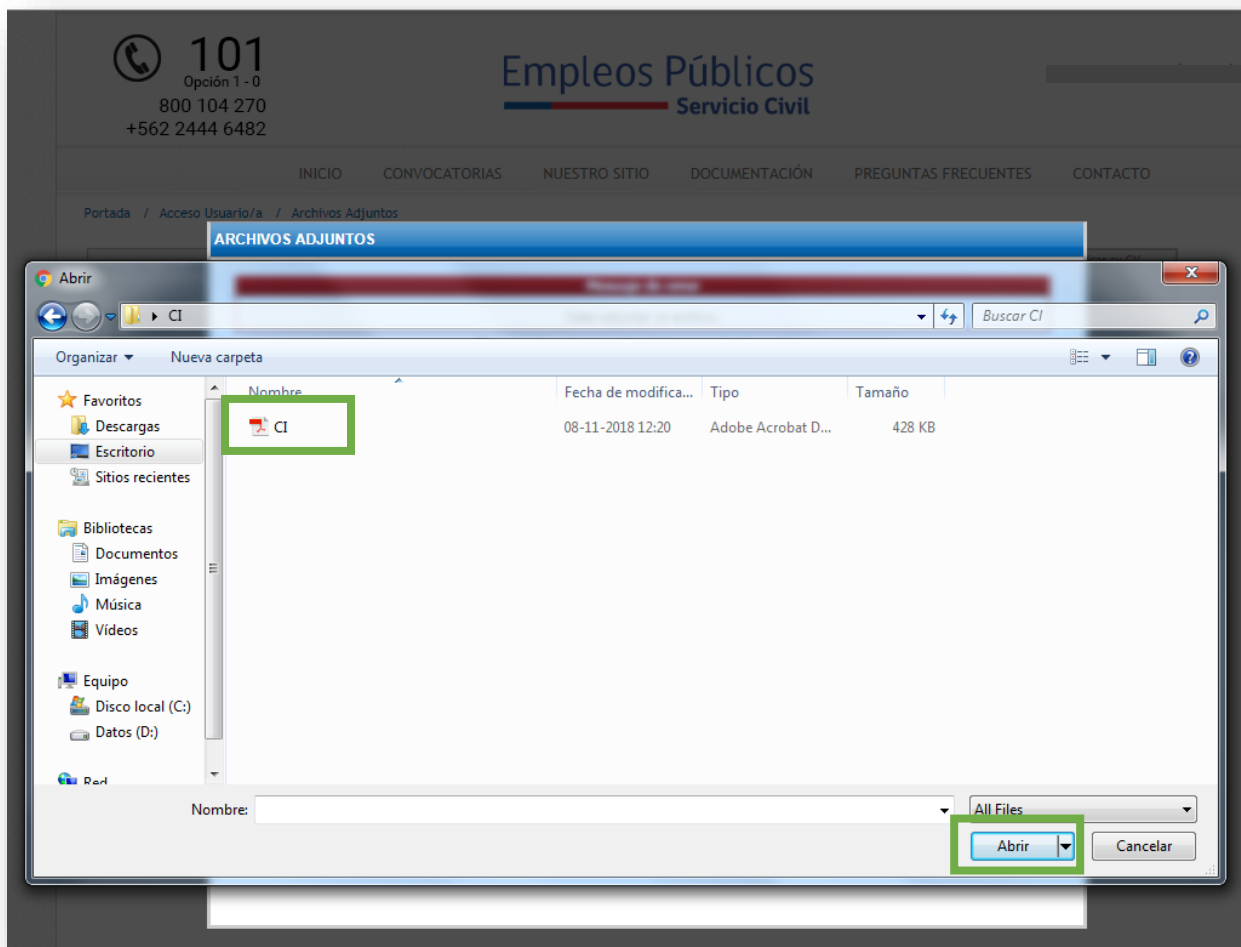 101
Opción 1 - 0
800 104 270
+562 2444 6482
Empleos Públicos
Servicio Civil
INICIO CONVOCATORIAS NUESTRO SITIO DOCUMENTACIÓN PREGUNTAS FRECUENTES CONTACTO
Portada / Acceso Usuario/a / Archivos Adjuntos
ARCHIVOS ADJUNTOS
Abrir
CI
Buscar CI
Organizar Nueva carpeta
Nombre Fecha de modifica... Tipo Tamaño
CI 08-11-2018 12:20 Adobe Acrobat D... 428 KB
Favoritos
Descargas
Escritorio
Sitios recientes
Bibliotecas
Documentos
Imágenes
Música
Vídeos
Equipo
Disco local (C:)
Datos (D:)
Red
Nombre: All Files
Abrir Cancelar